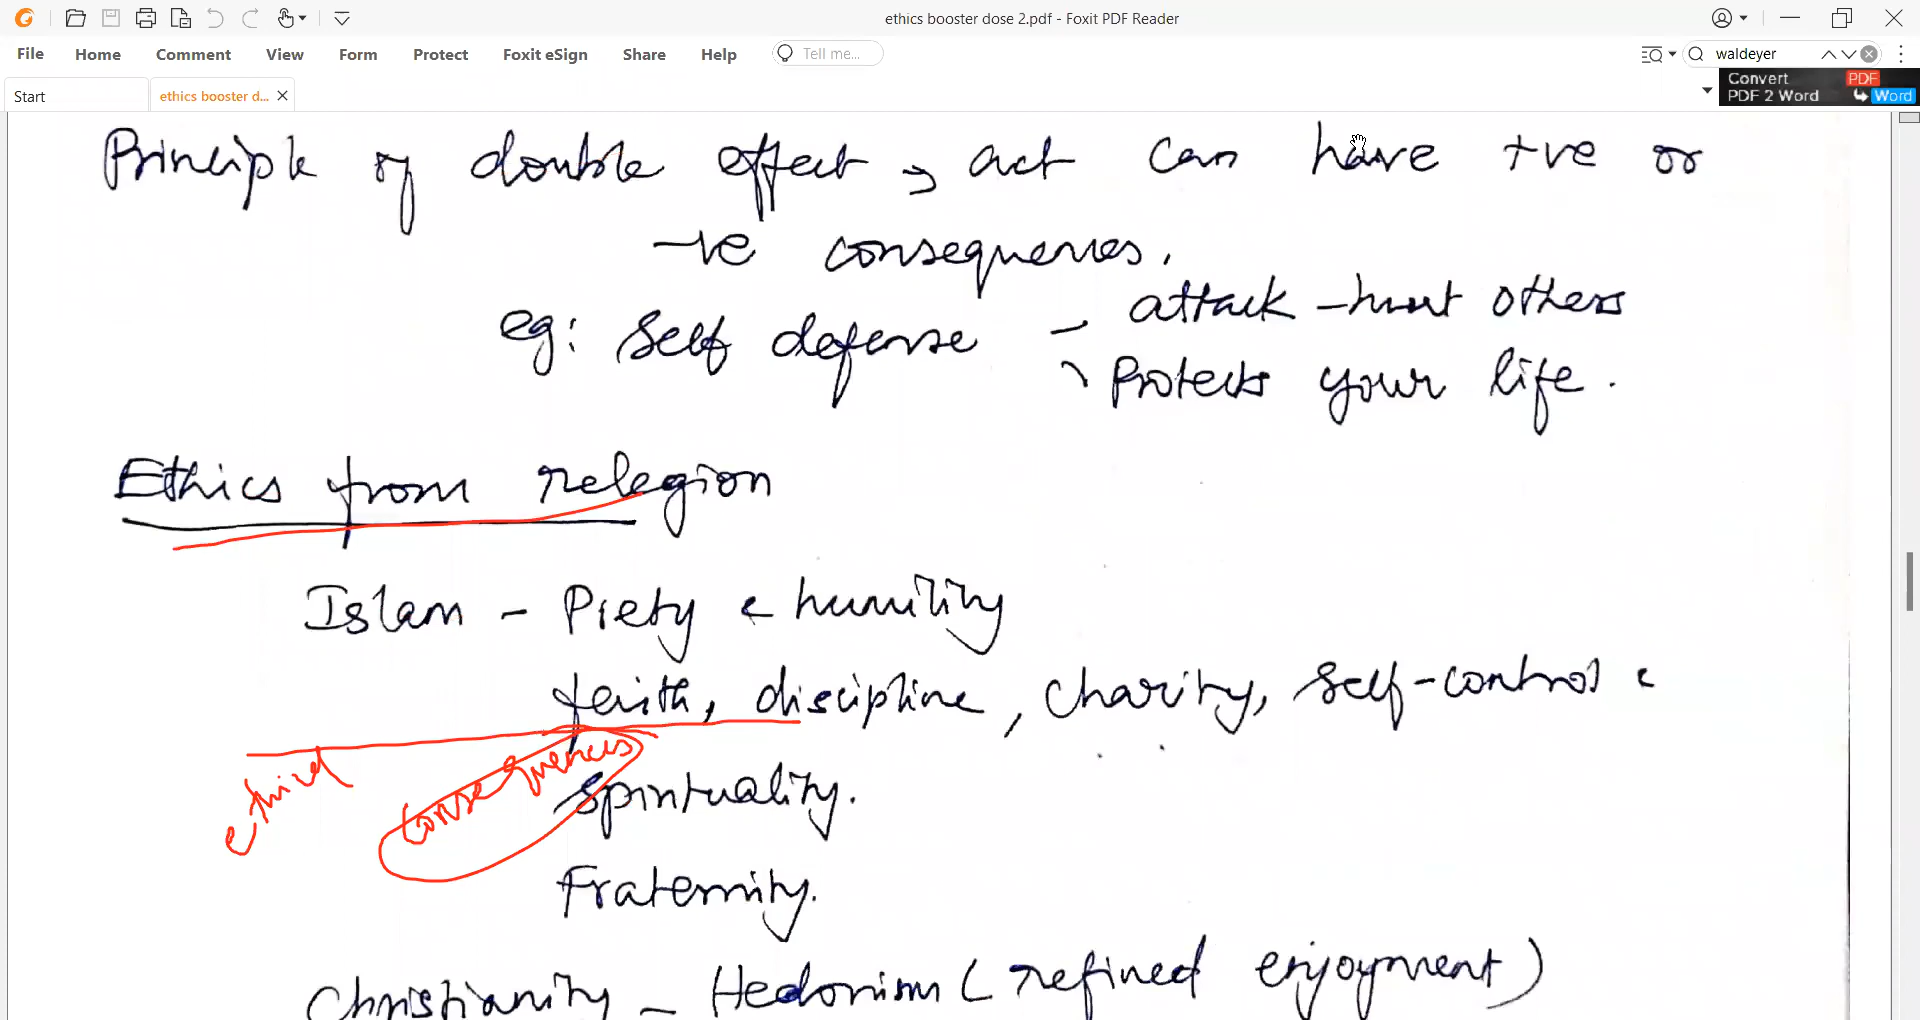 ethics booster dose 2.pdf - Foxit PDF Reader
File Home Comment View Form Protect Foxit eSign Share Help Tell me... waldeyer
Convert PDF
PDF 2 Word Word
Start ethics booster d...
Principle of double effect → act can have +ve or
-ve consequences.
eg: Self defense - attack - hurt others
Protects your life.
Ethics from relegion
Islam - Piety & humility
faith, discipline, Charity, Self-control &
Spirituality.
ethical consequences
Fraternity.
Christianity - Hedonism ( refined enjoyment )